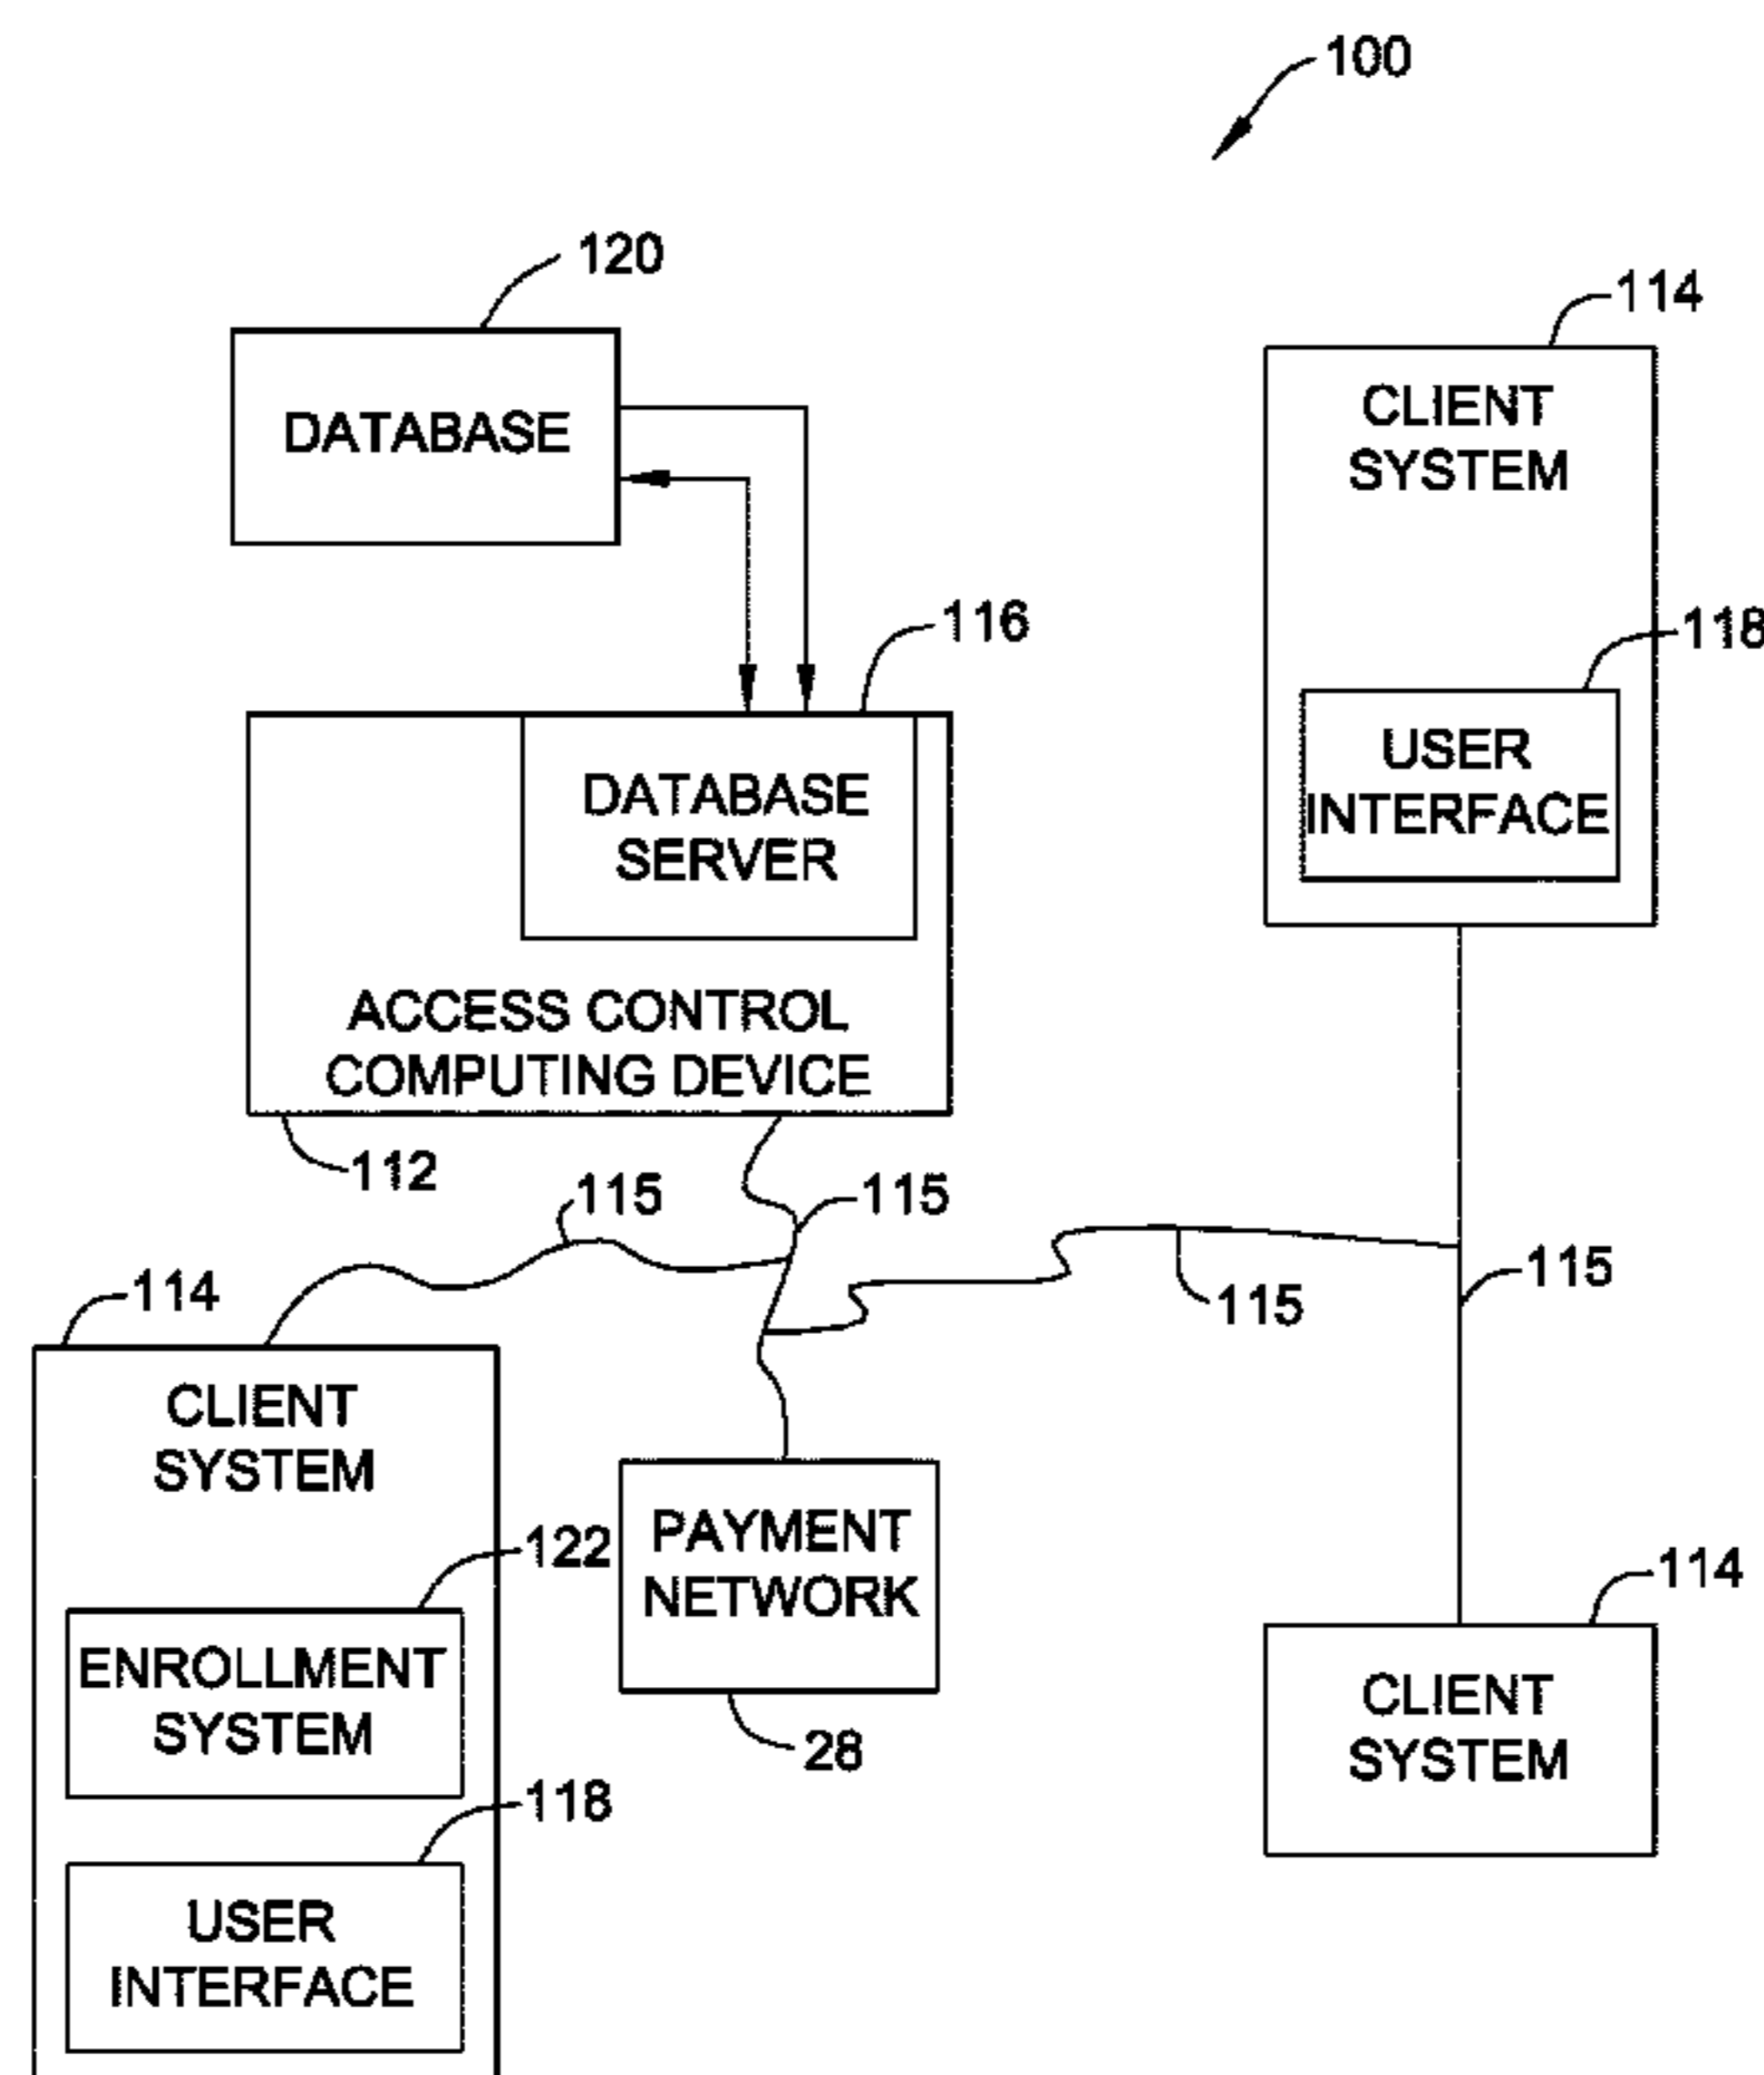 100
120
DATABASE
114
CLIENT
SYSTEM
116
118
USER
INTERFACE
DATABASE
SERVER
ACCESS CONTROL
COMPUTING DEVICE
112
115
115
115
115
114
CLIENT
SYSTEM
122
ENROLLMENT
SYSTEM
118
USER
INTERFACE
PAYMENT
NETWORK
28
114
CLIENT
SYSTEM